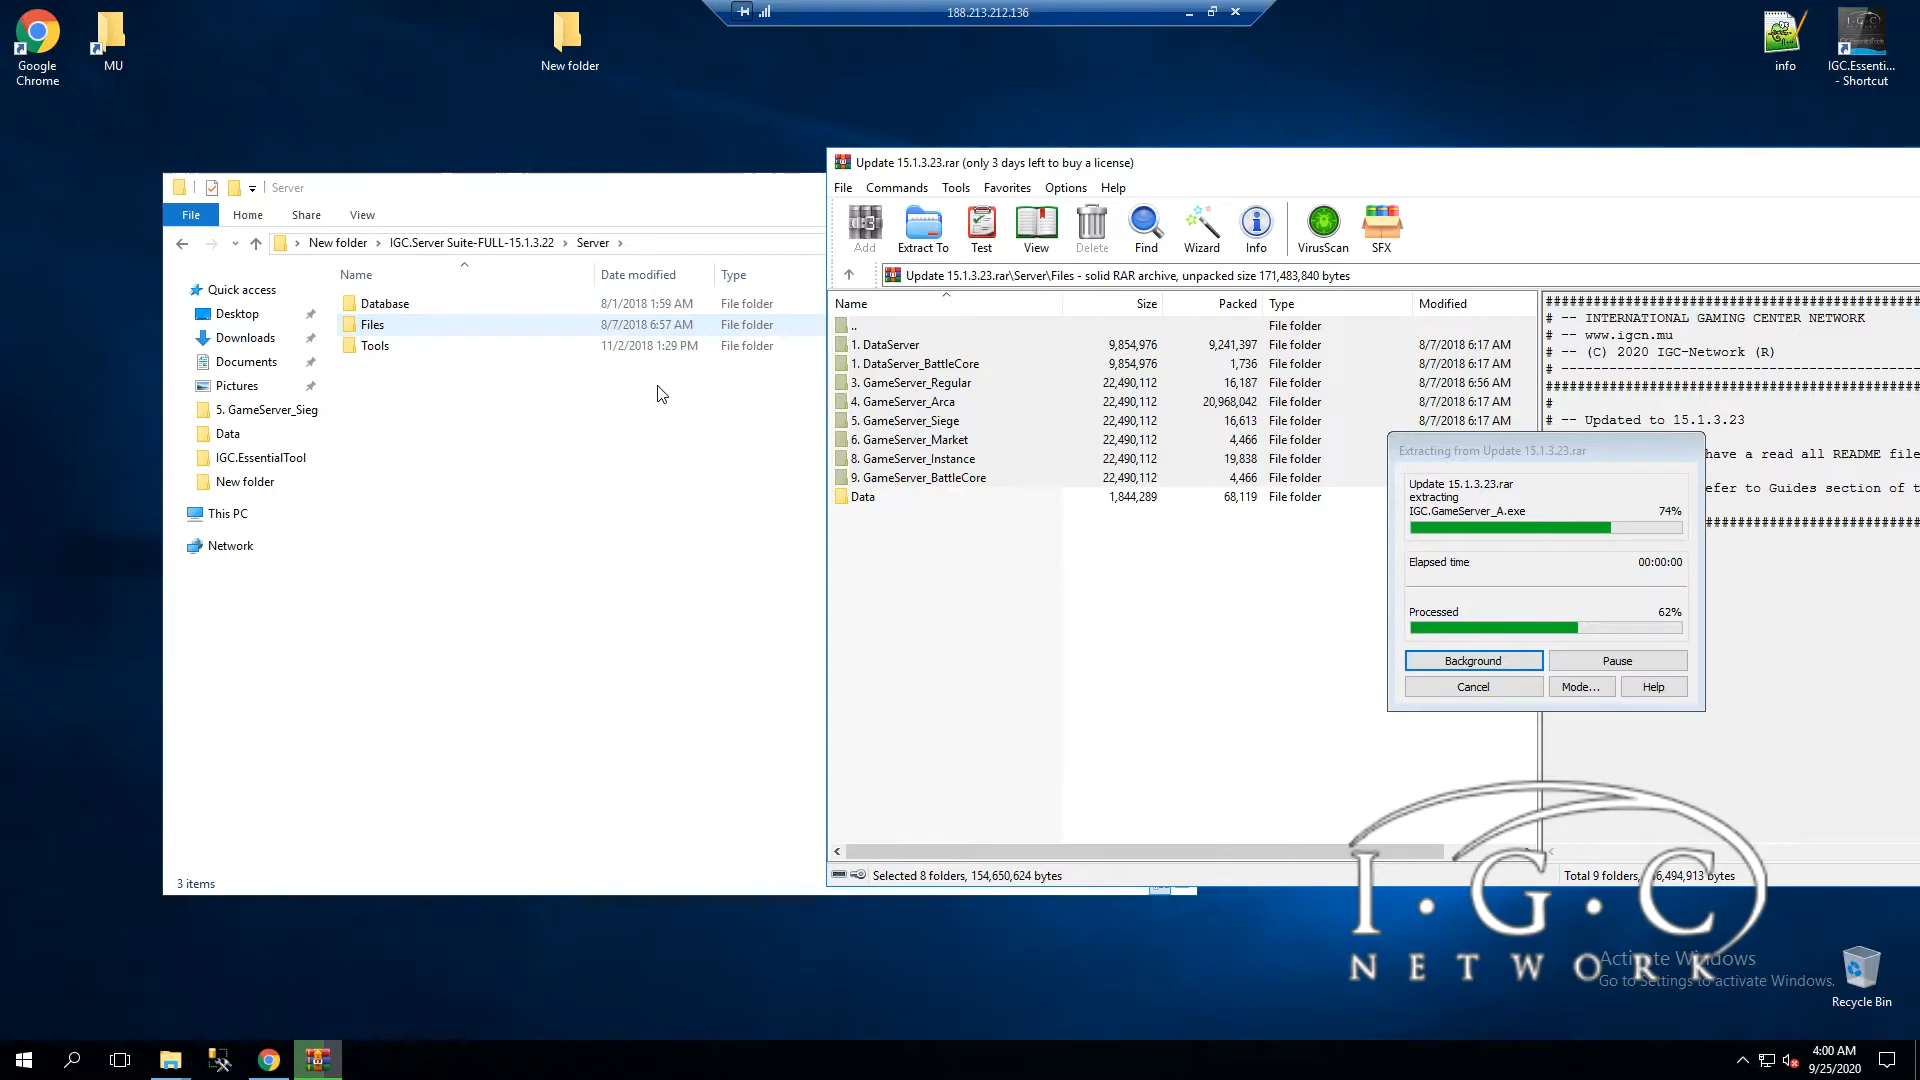 188.213.212.136
Google Chrome
MU
New folder
info
IGC.Essenti... - Shortcut
Server
File Home Share View
New folder > IGC.Server Suite-FULL-15.1.3.22 > Server >
Name Date modified Type
Quick access
Desktop
Downloads
Documents
Pictures
5. GameServer_Sieg
Data
IGC.EssentialTool
New folder
This PC
Network
Database 8/1/2018 1:59 AM File folder
Files 8/7/2018 6:57 AM File folder
Tools 11/2/2018 1:29 PM File folder
3 items
Update 15.1.3.23.rar (only 3 days left to buy a license)
File Commands Tools Favorites Options Help
Add Extract To Test View Delete Find Wizard Info VirusScan SFX
Update 15.1.3.23.rar\Server\Files - solid RAR archive, unpacked size 171,483,840 bytes
Name Size Packed Type Modified
.. File folder
1. DataServer 9,854,976 9,241,397 File folder 8/7/2018 6:17 AM
1. DataServer_BattleCore 9,854,976 1,736 File folder 8/7/2018 6:17 AM
3. GameServer_Regular 22,490,112 16,187 File folder 8/7/2018 6:56 AM
4. GameServer_Arca 22,490,112 20,968,042 File folder 8/7/2018 6:17 AM
5. GameServer_Siege 22,490,112 16,613 File folder 8/7/2018 6:17 AM
6. GameServer_Market 22,490,112 4,466 File folder
8. GameServer_Instance 22,490,112 19,838 File folder
9. GameServer_BattleCore 22,490,112 4,466 File folder
Data 1,844,289 68,119 File folder
# -- INTERNATIONAL GAMING CENTER NETWORK
# -- www.igcn.mu
# -- (C) 2020 IGC-Network (R)
#
# -- Updated to 15.1.3.23
have a read all README file
efer to Guides section of t
Extracting from Update 15.1.3.23.rar
Update 15.1.3.23.rar
extracting
IGC.GameServer_A.exe 74%
Elapsed time 00:00:00
Processed 62%
Background Pause
Cancel Mode... Help
Selected 8 folders, 154,650,624 bytes
Total 9 folders, 6,494,913 bytes
I·G·C
NETWORK
Activate Windows
Go to Settings to activate Windows.
Recycle Bin
4:00 AM
9/25/2020